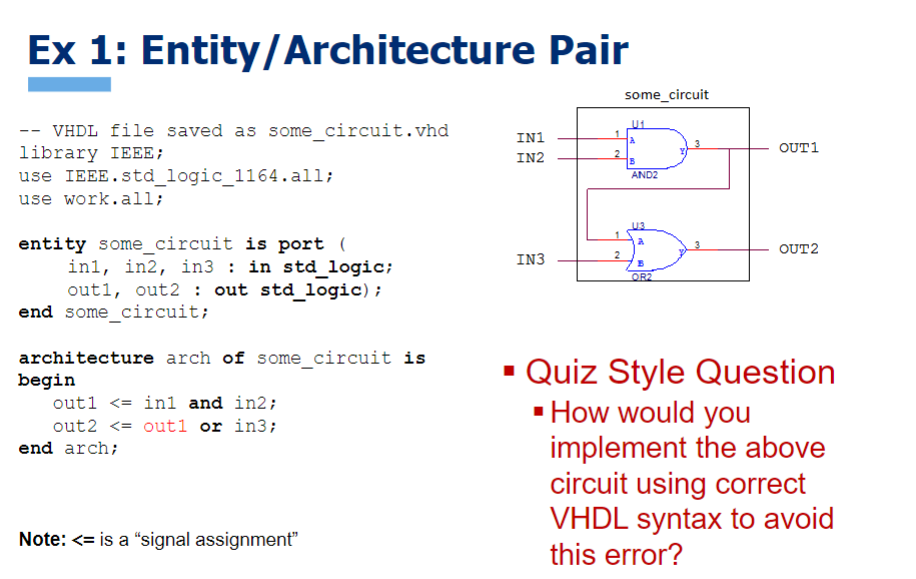 Ex 1: Entity/Architecture Pair
-- VHDL file saved as some_circuit.vhd
library IEEE;
use IEEE.std_logic_1164.all;
use work.all;
entity some_circuit is port (
in1, in2, in3 : in std_logic;
out1, out2 : out std_logic);
end some_circuit;
architecture arch of some_circuit is
begin
out1 <= in1 and in2;
out2 <= out1 or in3;
end arch;
Note: <= is a “signal assignment”
some_circuit
U1
IN1 1 A
3
Y
OUT1
IN2 2 B
AND2
U3
1 A
3
Y
OUT2
IN3 2 B
OR2
▪ Quiz Style Question
▪ How would you
implement the above
circuit using correct
VHDL syntax to avoid
this error?